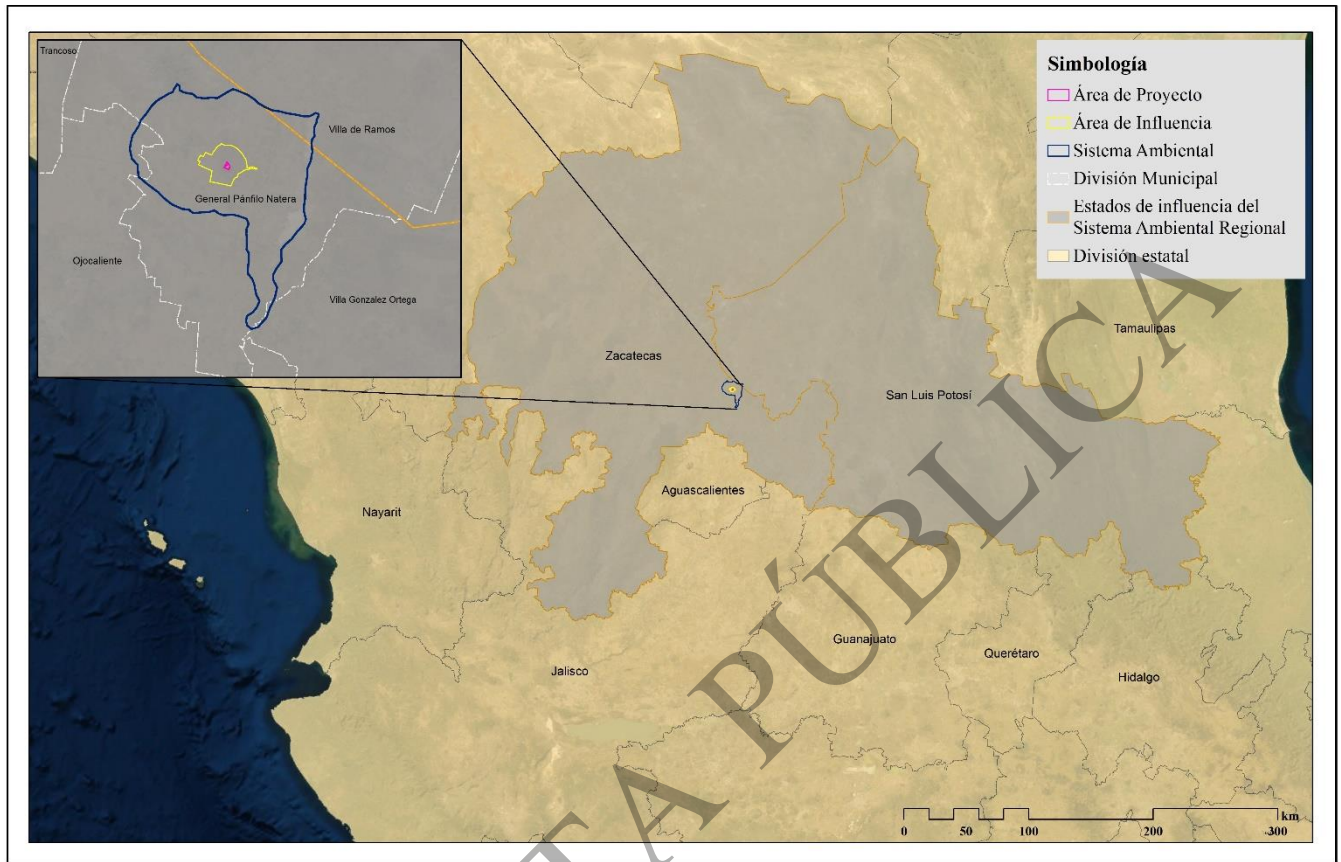 Trancoso
Villa de Ramos
General Pánfilo Natera
Ojocaliente
Villa Gonzalez Ortega
Simbología
Área de Proyecto
Área de Influencia
Sistema Ambiental
División Municipal
Estados de influencia del
Sistema Ambiental Regional
División estatal
Tamaulipas
Zacatecas
San Luis Potosí
Aguascalientes
Nayarit
Guanajuato
Querétaro
Jalisco
Hidalgo
TA PÚBLICA
km
0 50 100 200 300